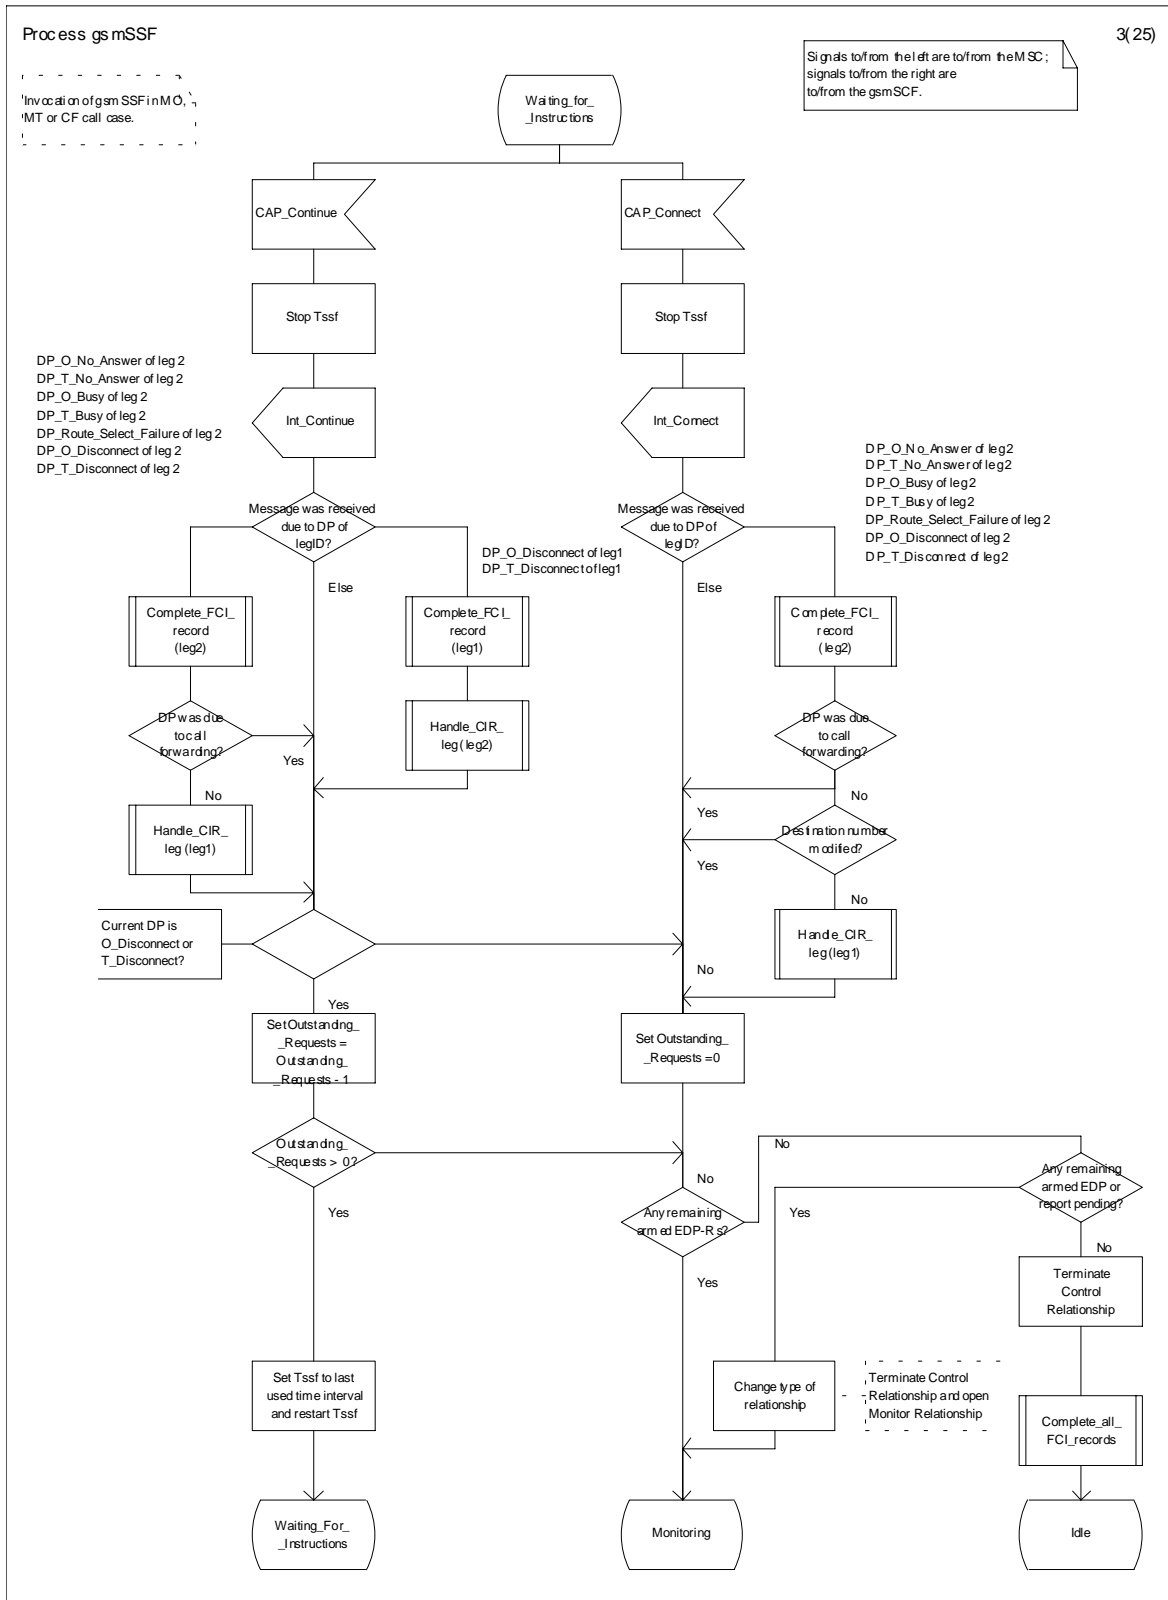 Process gsmSSF
3(25)
Invocation of gsmSSF in MO,
MT or CF call case.
Signals to/from the left are to/from the MSC;
signals to/from the right are
to/from the gsmSCF.
Waiting_for_
_Instructions
CAP_Continue
CAP_Connect
Stop Tssf
Stop Tssf
DP_O_No_Answer of leg 2
DP_T_No_Answer of leg 2
DP_O_Busy of leg 2
DP_T_Busy of leg 2
DP_Route_Select_Failure of leg 2
DP_O_Disconnect of leg 2
DP_T_Disconnect of leg 2
Int_Continue
Int_Connect
DP_O_No_Answer of leg2
DP_T_No_Answer of leg2
DP_O_Busy of leg2
DP_T_Busy of leg2
DP_Route_Select_Failure of leg2
DP_O_Disconnect of leg2
DP_T_Disconnect of leg2
Message was received
due to DP of
legID?
Message was received
due to DP of
legID?
DP_O_Disconnect of leg1
DP_T_Disconnect of leg1
Else
Else
Complete_FCI_
record
(leg2)
Complete_FCI_
record
(leg1)
Complete_FCI_
record
(leg2)
DP was due
to call
forwarding?
Yes
Handle_CIR_
leg (leg2)
DP was due
to call
forwarding?
No
Yes
No
Handle_CIR_
leg (leg1)
Destination number
modified?
Yes
No
Current DP is
O_Disconnect or
T_Disconnect?
Handle_CIR_
leg (leg1)
No
Yes
Set Outstanding_
_Requests =
Outstanding_
_Requests - 1
Set Outstanding_
_Requests =0
Outstanding_
_Requests > 0?
No
Yes
Any remaining
armed EDP-Rs?
No
Yes
Any remaining
armed EDP or
report pending?
Yes
No
Terminate
Control
Relationship
Set Tssf to last
used time interval
and restart Tssf
Change type of
relationship
Terminate Control
Relationship and open
Monitor Relationship
Complete_all_
FCI_records
Waiting_For_
_Instructions
Monitoring
Idle